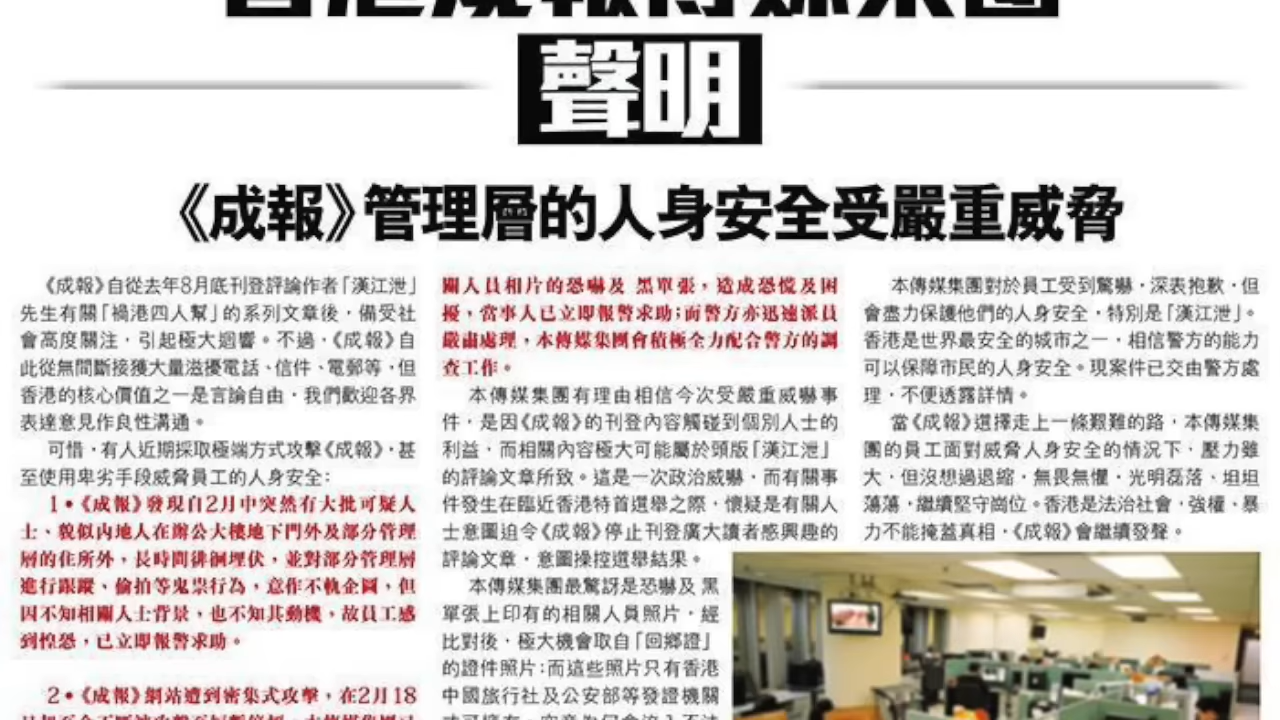 香港成報傳媒集團
聲明
《成報》管理層的人身安全受嚴重威脅
《成報》自從去年8月底刊登評論作者「漢江泄」
先生有關「禍港四人幫」的系列文章後，備受社
會高度關注，引起極大迴響。不過，《成報》自
此從無間斷接獲大量滋擾電話、信件、電郵等，但
香港的核心價值之一是言論自由，我們歡迎各界
表達意見作良性溝通。
可惜，有人近期採取極端方式攻擊《成報》，甚
至使用卑劣手段威脅員工的人身安全：
1•《成報》發現自2月中突然有大批可疑人
士、貌似內地人在辦公大樓地下門外及部分管理
層的住所外，長時間徘徊埋伏，並對部分管理層
進行跟蹤、偷拍等鬼祟行為，意作不軌企圖，但
因不知相關人士背景，也不知其動機，故員工感
到惶恐，已立即報警求助。
2•《成報》網站遭到密集式攻擊，在2月18
關人員相片的恐嚇及 黑單張，造成恐慌及困
擾，當事人已立即報警求助；而警方亦迅速派員
嚴肅處理，本傳媒集團會積極全力配合警方的調
查工作。
本傳媒集團有理由相信今次受嚴重威嚇事
件，是因《成報》的刊登內容觸碰到個別人士的
利益，而相關內容極大可能屬於頭版「漢江泄」
的評論文章所致。這是一次政治威嚇，而有關事
件發生在臨近香港特首選舉之際，懷疑是有關人
士意圖迫令《成報》停止刊登廣大讀者感興趣的
評論文章，意圖操控選舉結果。
本傳媒集團最驚訝是恐嚇及 黑
單張上印有的相關人員照片，經
比對後，極大機會取自「回鄉證」
的證件照片；而這些照片只有香港
中國旅行社及公安部等發證機關
本傳媒集團對於員工受到驚嚇，深表抱歉，但
會盡力保護他們的人身安全，特別是「漢江泄」。
香港是世界最安全的城市之一，相信警方的能力
可以保障市民的人身安全。現案件已交由警方處
理，不便透露詳情。
當《成報》選擇走上一條艱難的路，本傳媒集
團的員工面對威脅人身安全的情況下，壓力雖
大，但沒想過退縮，無畏無懼，光明磊落、坦坦
蕩蕩，繼續堅守崗位。香港是法治社會，強權、暴
力不能掩蓋真相，《成報》會繼續發聲。